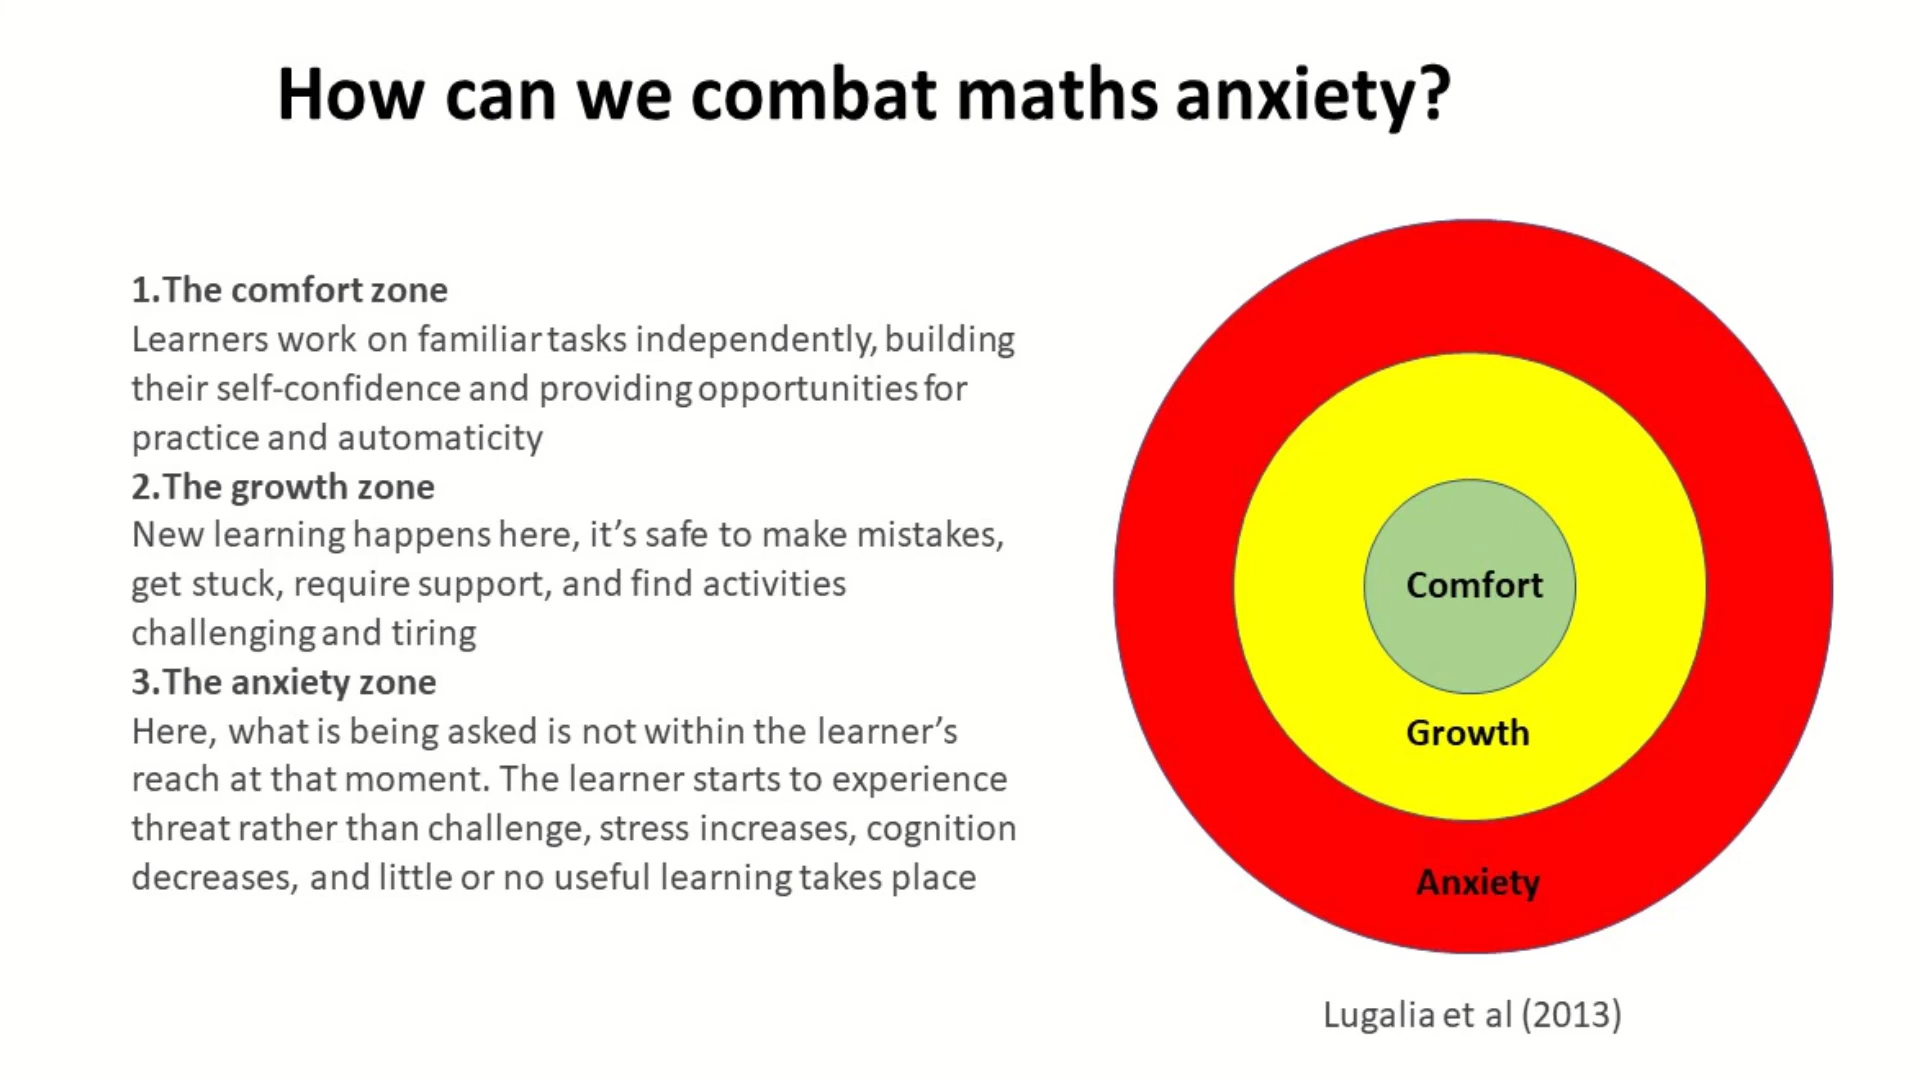 How can we combat maths anxiety?
1.The comfort zone
Learners work on familiar tasks independently, building
their self-confidence and providing opportunities for
practice and automaticity
2.The growth zone
New learning happens here, it’s safe to make mistakes,
get stuck, require support, and find activities
challenging and tiring
3.The anxiety zone
Here, what is being asked is not within the learner’s
reach at that moment. The learner starts to experience
threat rather than challenge, stress increases, cognition
decreases, and little or no useful learning takes place
Comfort
Growth
Anxiety
Lugalia et al (2013)